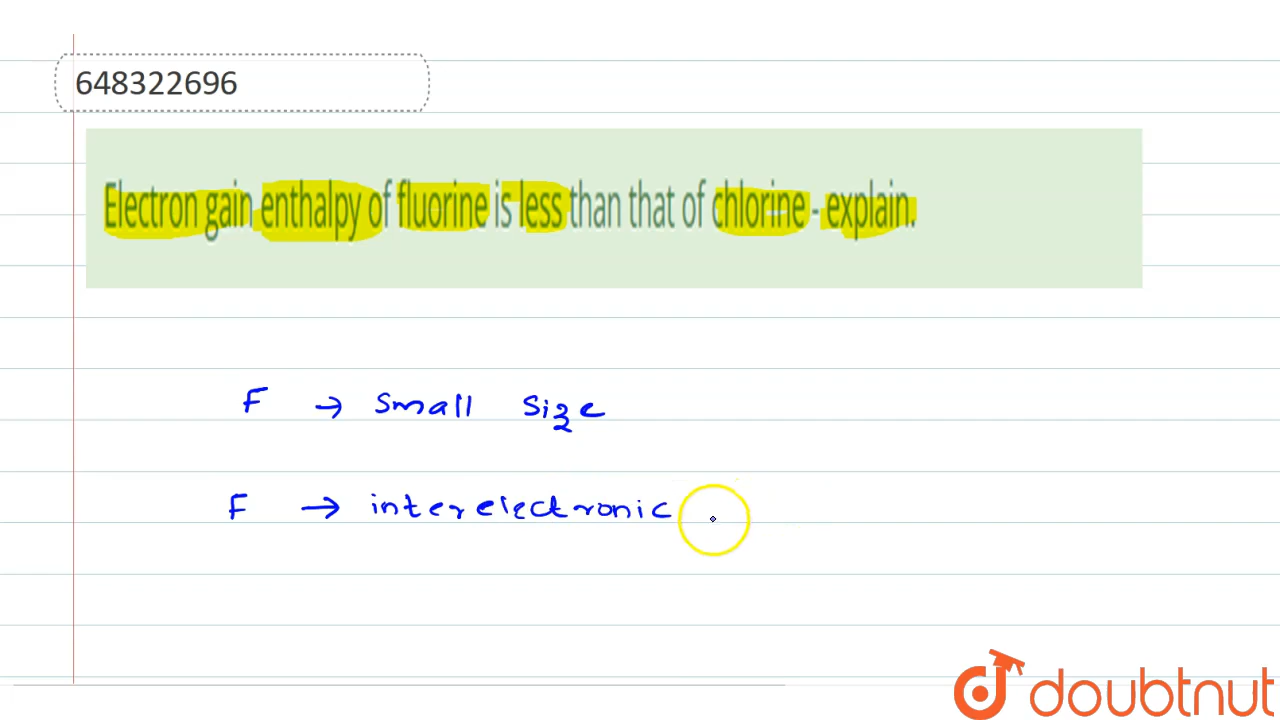 648322696
Electron gain enthalpy of fluorine is less than that of chlorine - explain.
F → Small Size
F → interelectronic
doubtnut